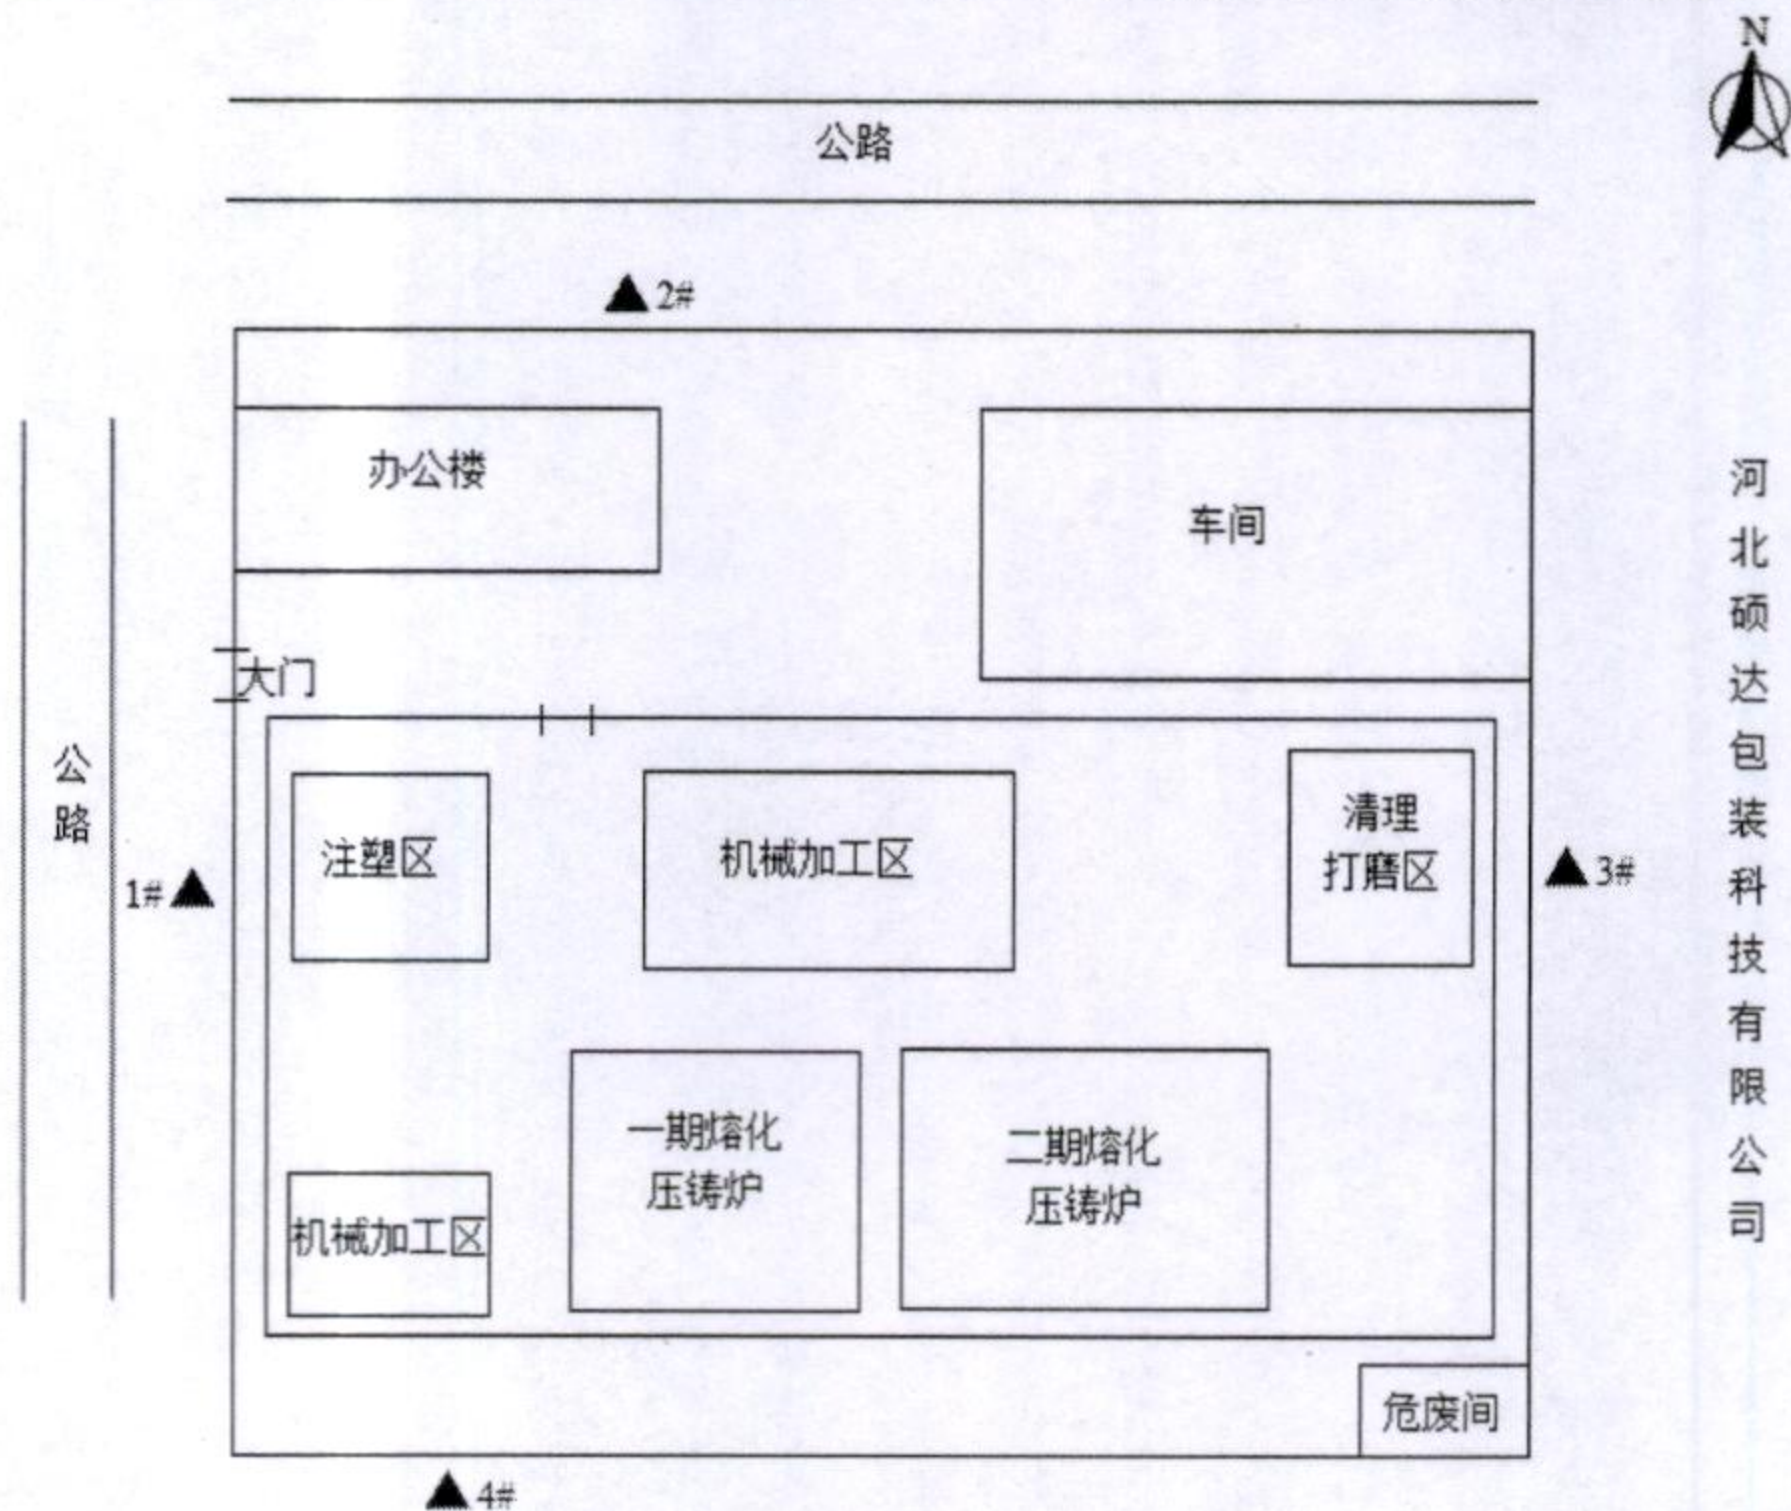 N
公路
▲2#
办公楼
车间
大门
公路
注塑区
机械加工区
清理
打磨区
1#▲
▲3#
河北硕达包装科技有限公司
一期熔化
压铸炉
二期熔化
压铸炉
机械加工区
危废间
▲4#